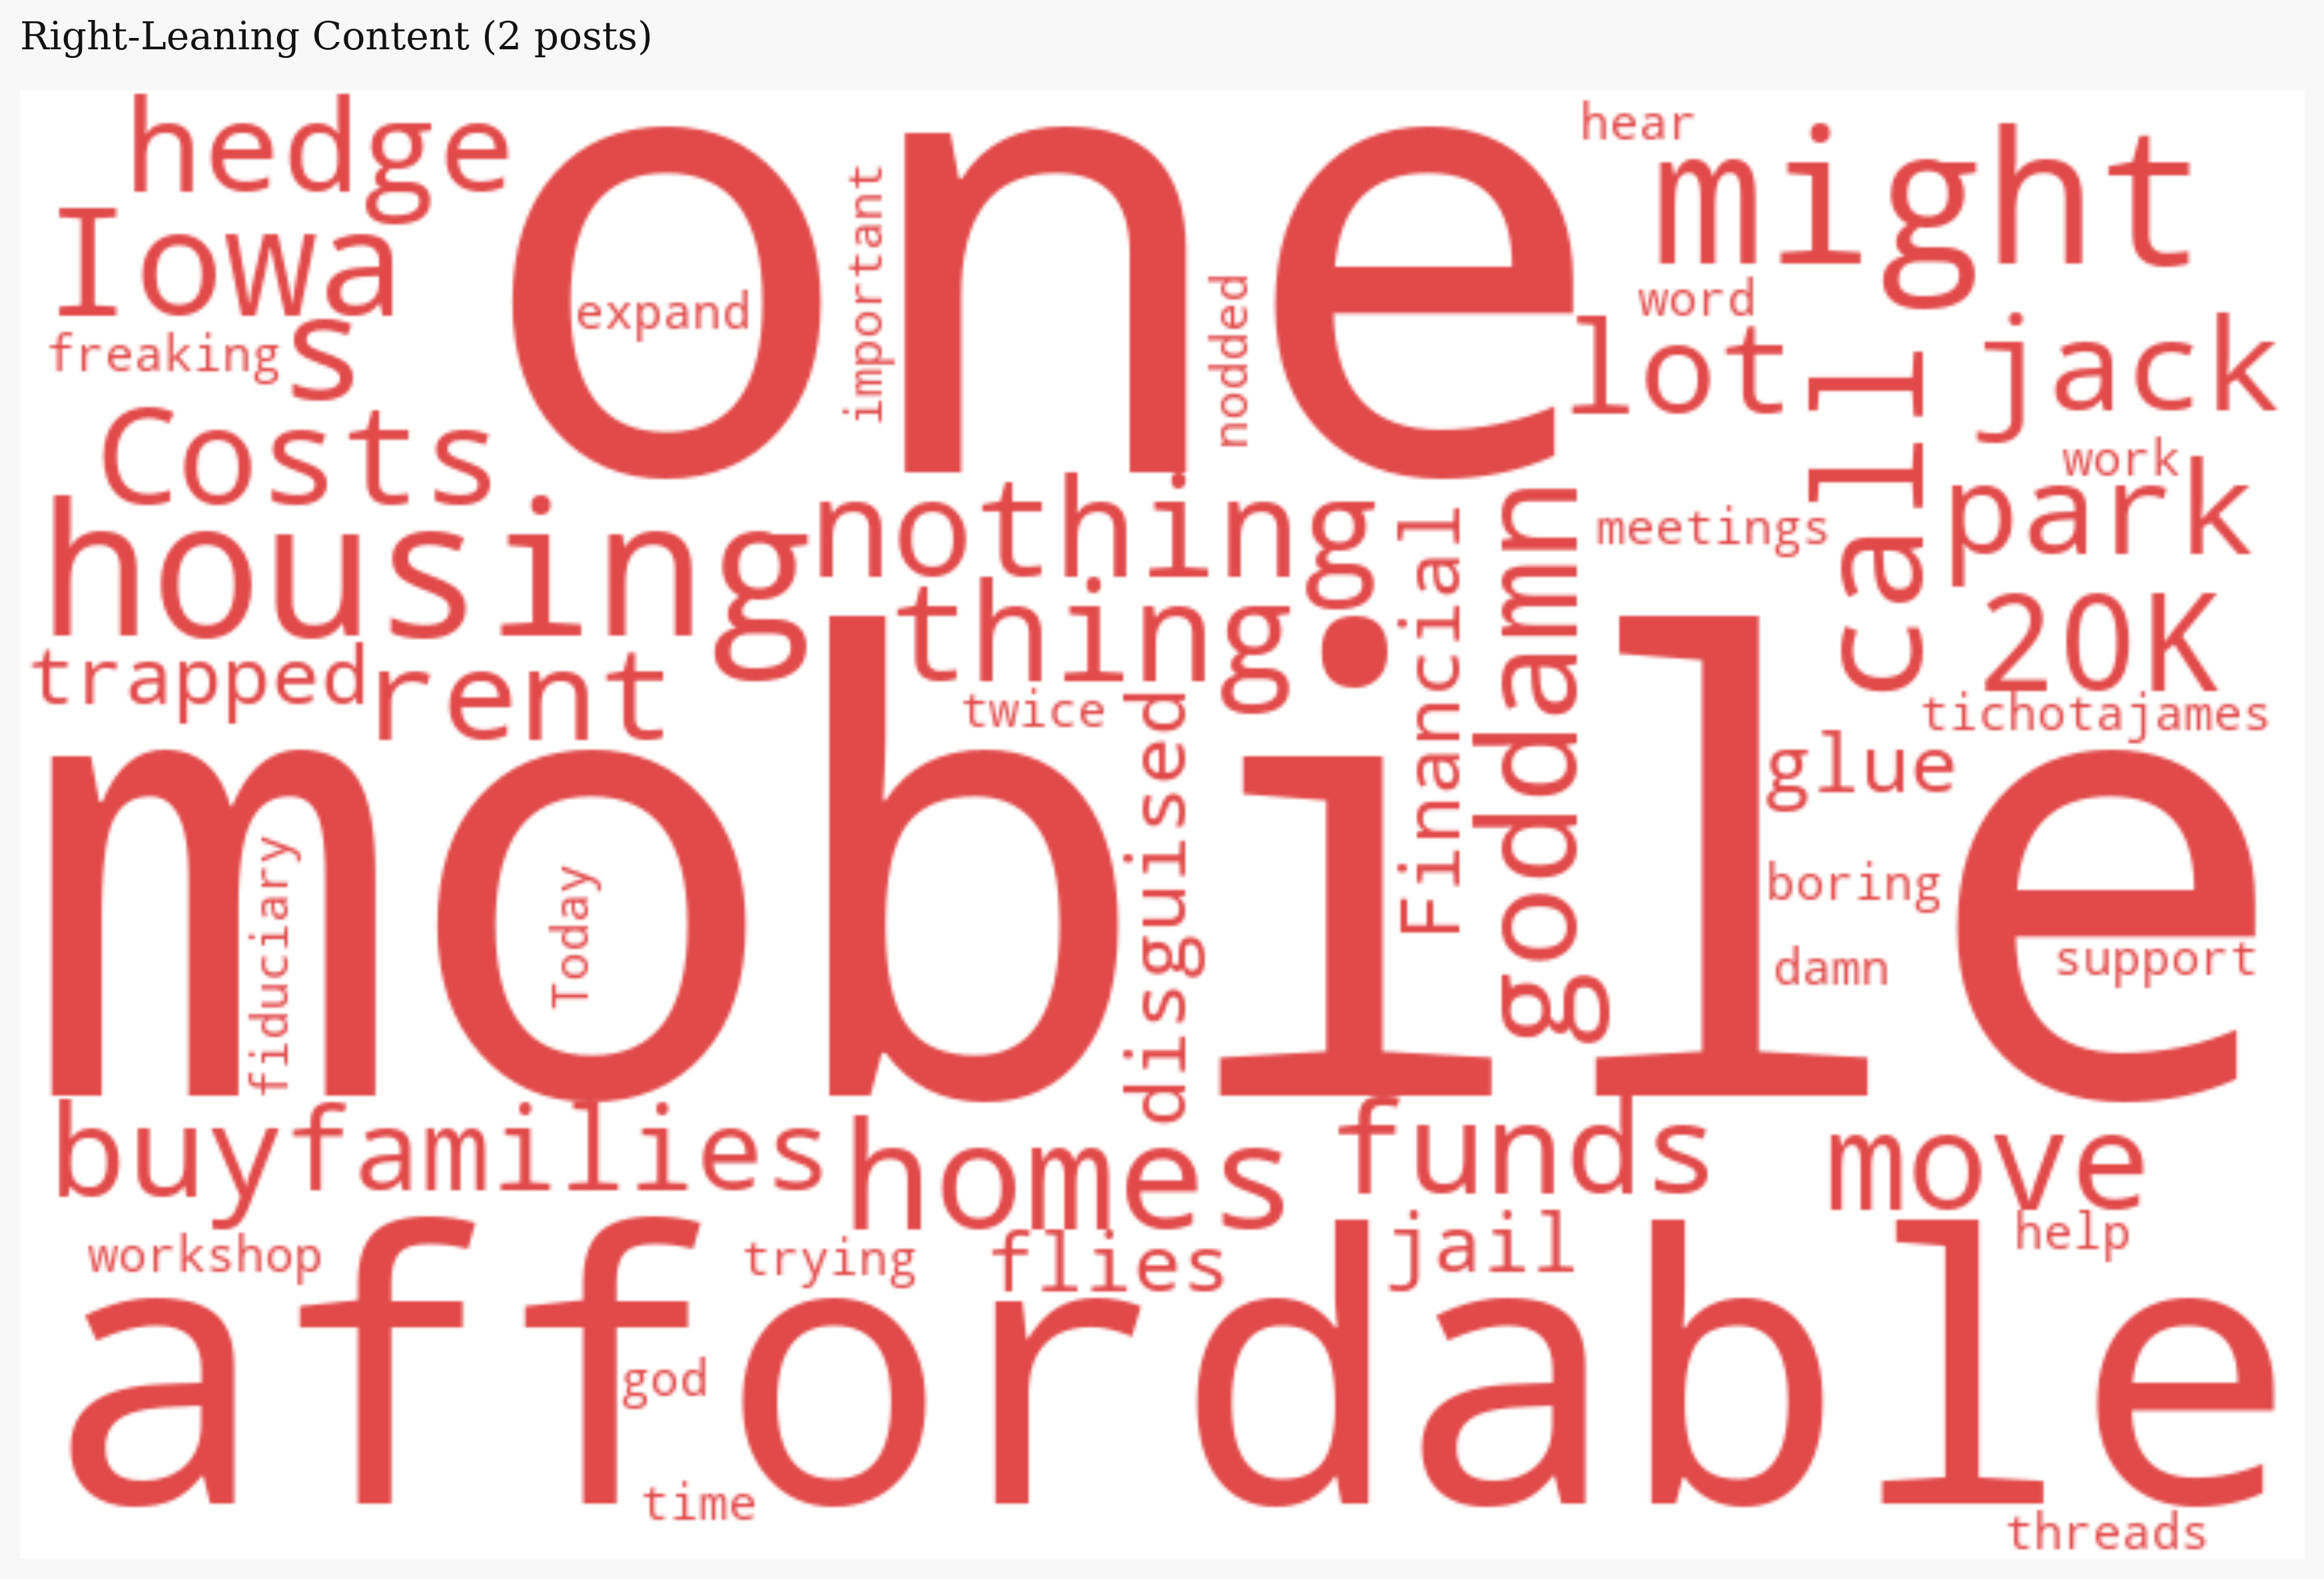 Right-Leaning Content (2 posts)
hedge
one
hear
might
Iowa
important
expand
nodded
word
freaking
s
lot
jack
call
Costs
work
housing
nothing
Financial
goddamn
meetings
park
thing
20K
trapped
rent
twice
disguised
tichotajames
mobile
glue
fiduciary
Today
boring
damn
support
buy
families
homes
funds
move
workshop
trying
flies
jail
help
affordable
god
time
threads